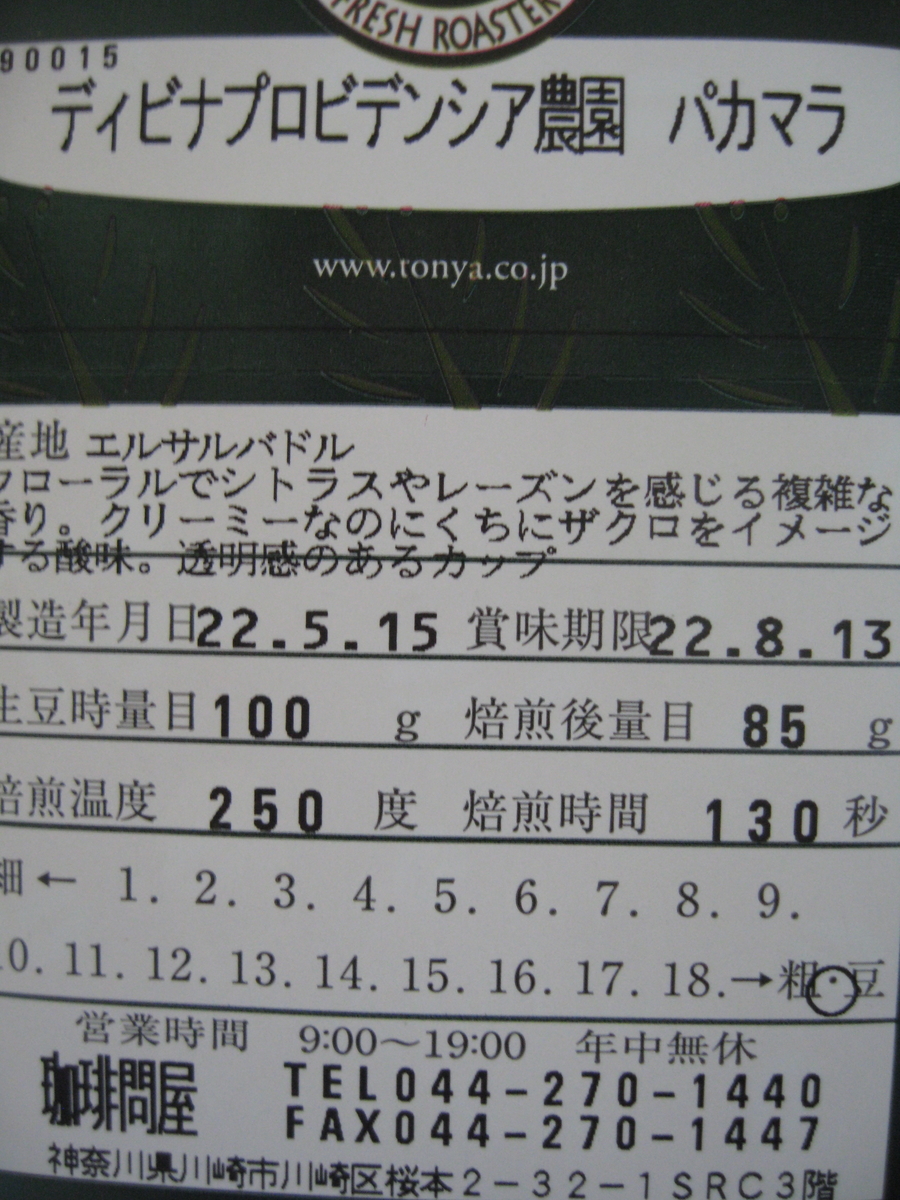 FRESH ROASTER
90015
ディビナプロビデンシア農園 パカマラ
www.tonya.co.jp
産地 エルサルバドル
フローラルでシトラスやレーズンを感じる複雑な
香り。クリーミーなのにくちにザクロをイメージ
する酸味。透明感のあるカップ
製造年月日22.5.15 賞味期限22.8.13
生豆時量目100 g 焙煎後量目 85 g
焙煎温度 250 度 焙煎時間 130 秒
細← 1. 2. 3. 4. 5. 6. 7. 8. 9.
10. 11. 12. 13. 14. 15. 16. 17. 18.→粗・豆
営業時間 9:00〜19:00 年中無休
珈琲問屋 TEL044-270-1440
FAX044-270-1447
神奈川県川崎市川崎区桜本2-32-1SRC3階